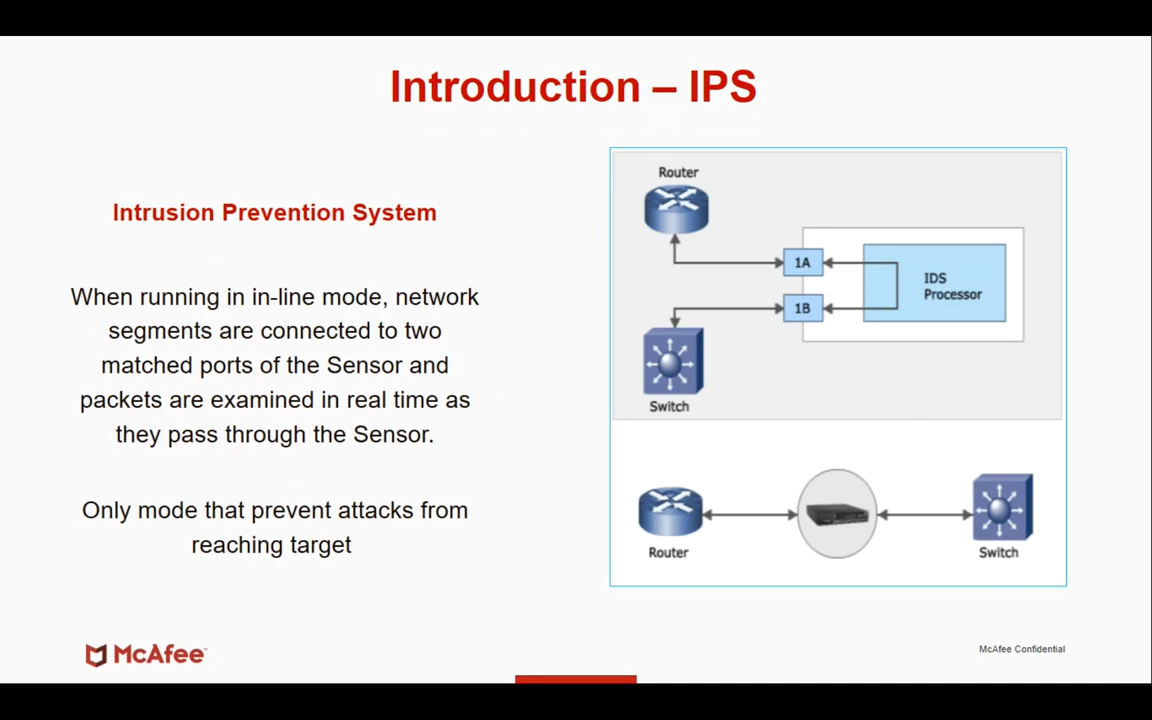 Introduction – IPS
Intrusion Prevention System
When running in in-line mode, network
segments are connected to two
matched ports of the Sensor and
packets are examined in real time as
they pass through the Sensor.
Only mode that prevent attacks from
reaching target
Router
1A
IDS
Processor
1B
Switch
Router
Switch
McAfee™
McAfee Confidential